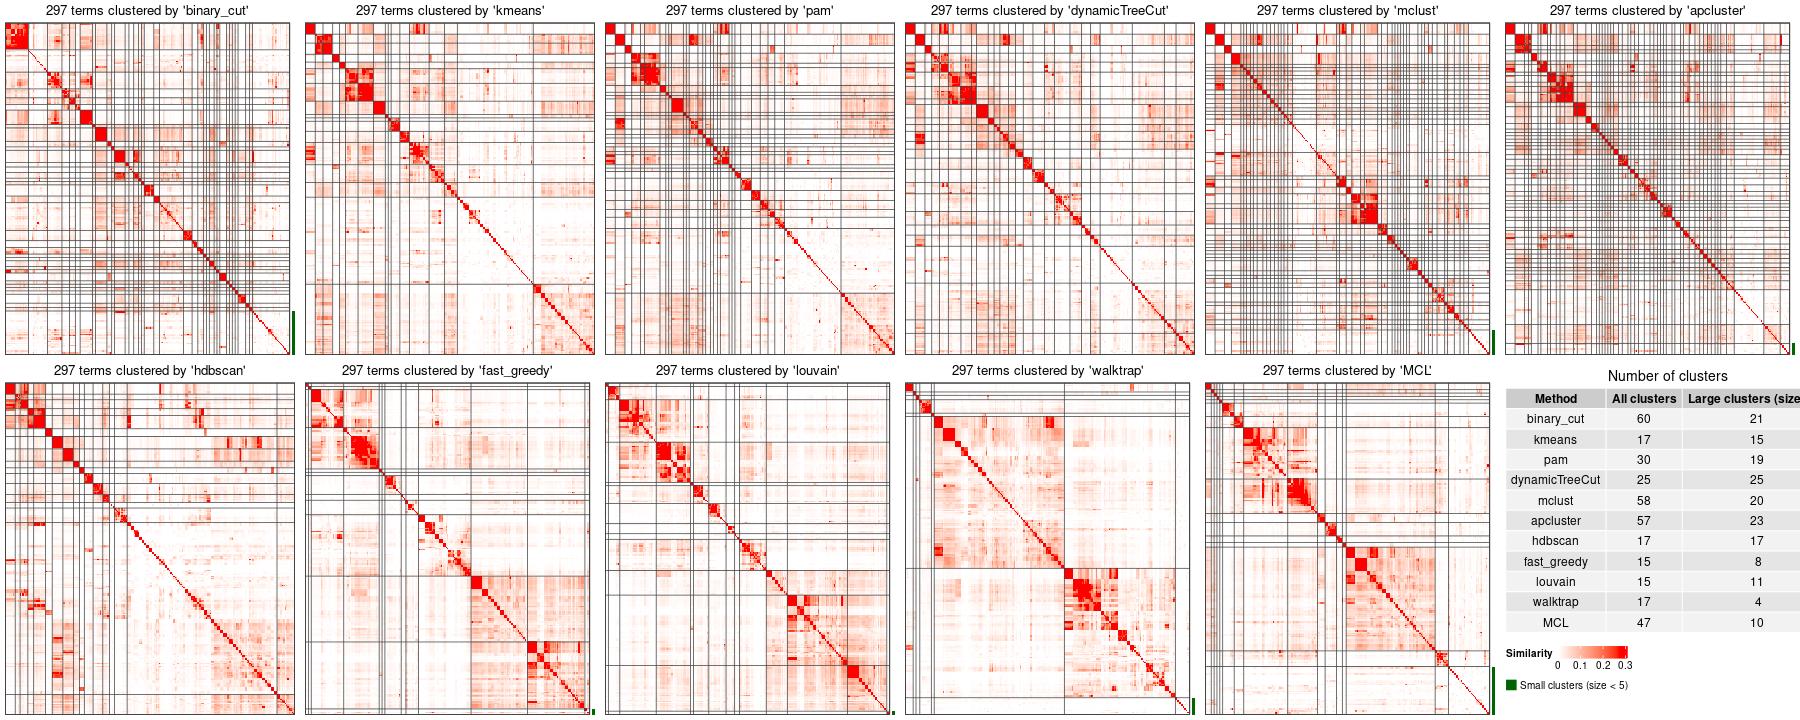 297 terms clustered by 'binary_cut'
297 terms clustered by 'kmeans'
297 terms clustered by 'pam'
297 terms clustered by 'dynamicTreeCut'
297 terms clustered by 'mclust'
297 terms clustered by 'apcluster'
297 terms clustered by 'hdbscan'
297 terms clustered by 'fast_greedy'
297 terms clustered by 'louvain'
297 terms clustered by 'walktrap'
297 terms clustered by 'MCL'
Number of clusters
Method All clusters Large clusters (size
binary_cut 60 21
kmeans 17 15
pam 30 19
dynamicTreeCut 25 25
mclust 58 20
apcluster 57 23
hdbscan 17 17
fast_greedy 15 8
louvain 15 11
walktrap 17 4
MCL 47 10
Similarity
0 0.1 0.2 0.3
Small clusters (size < 5)